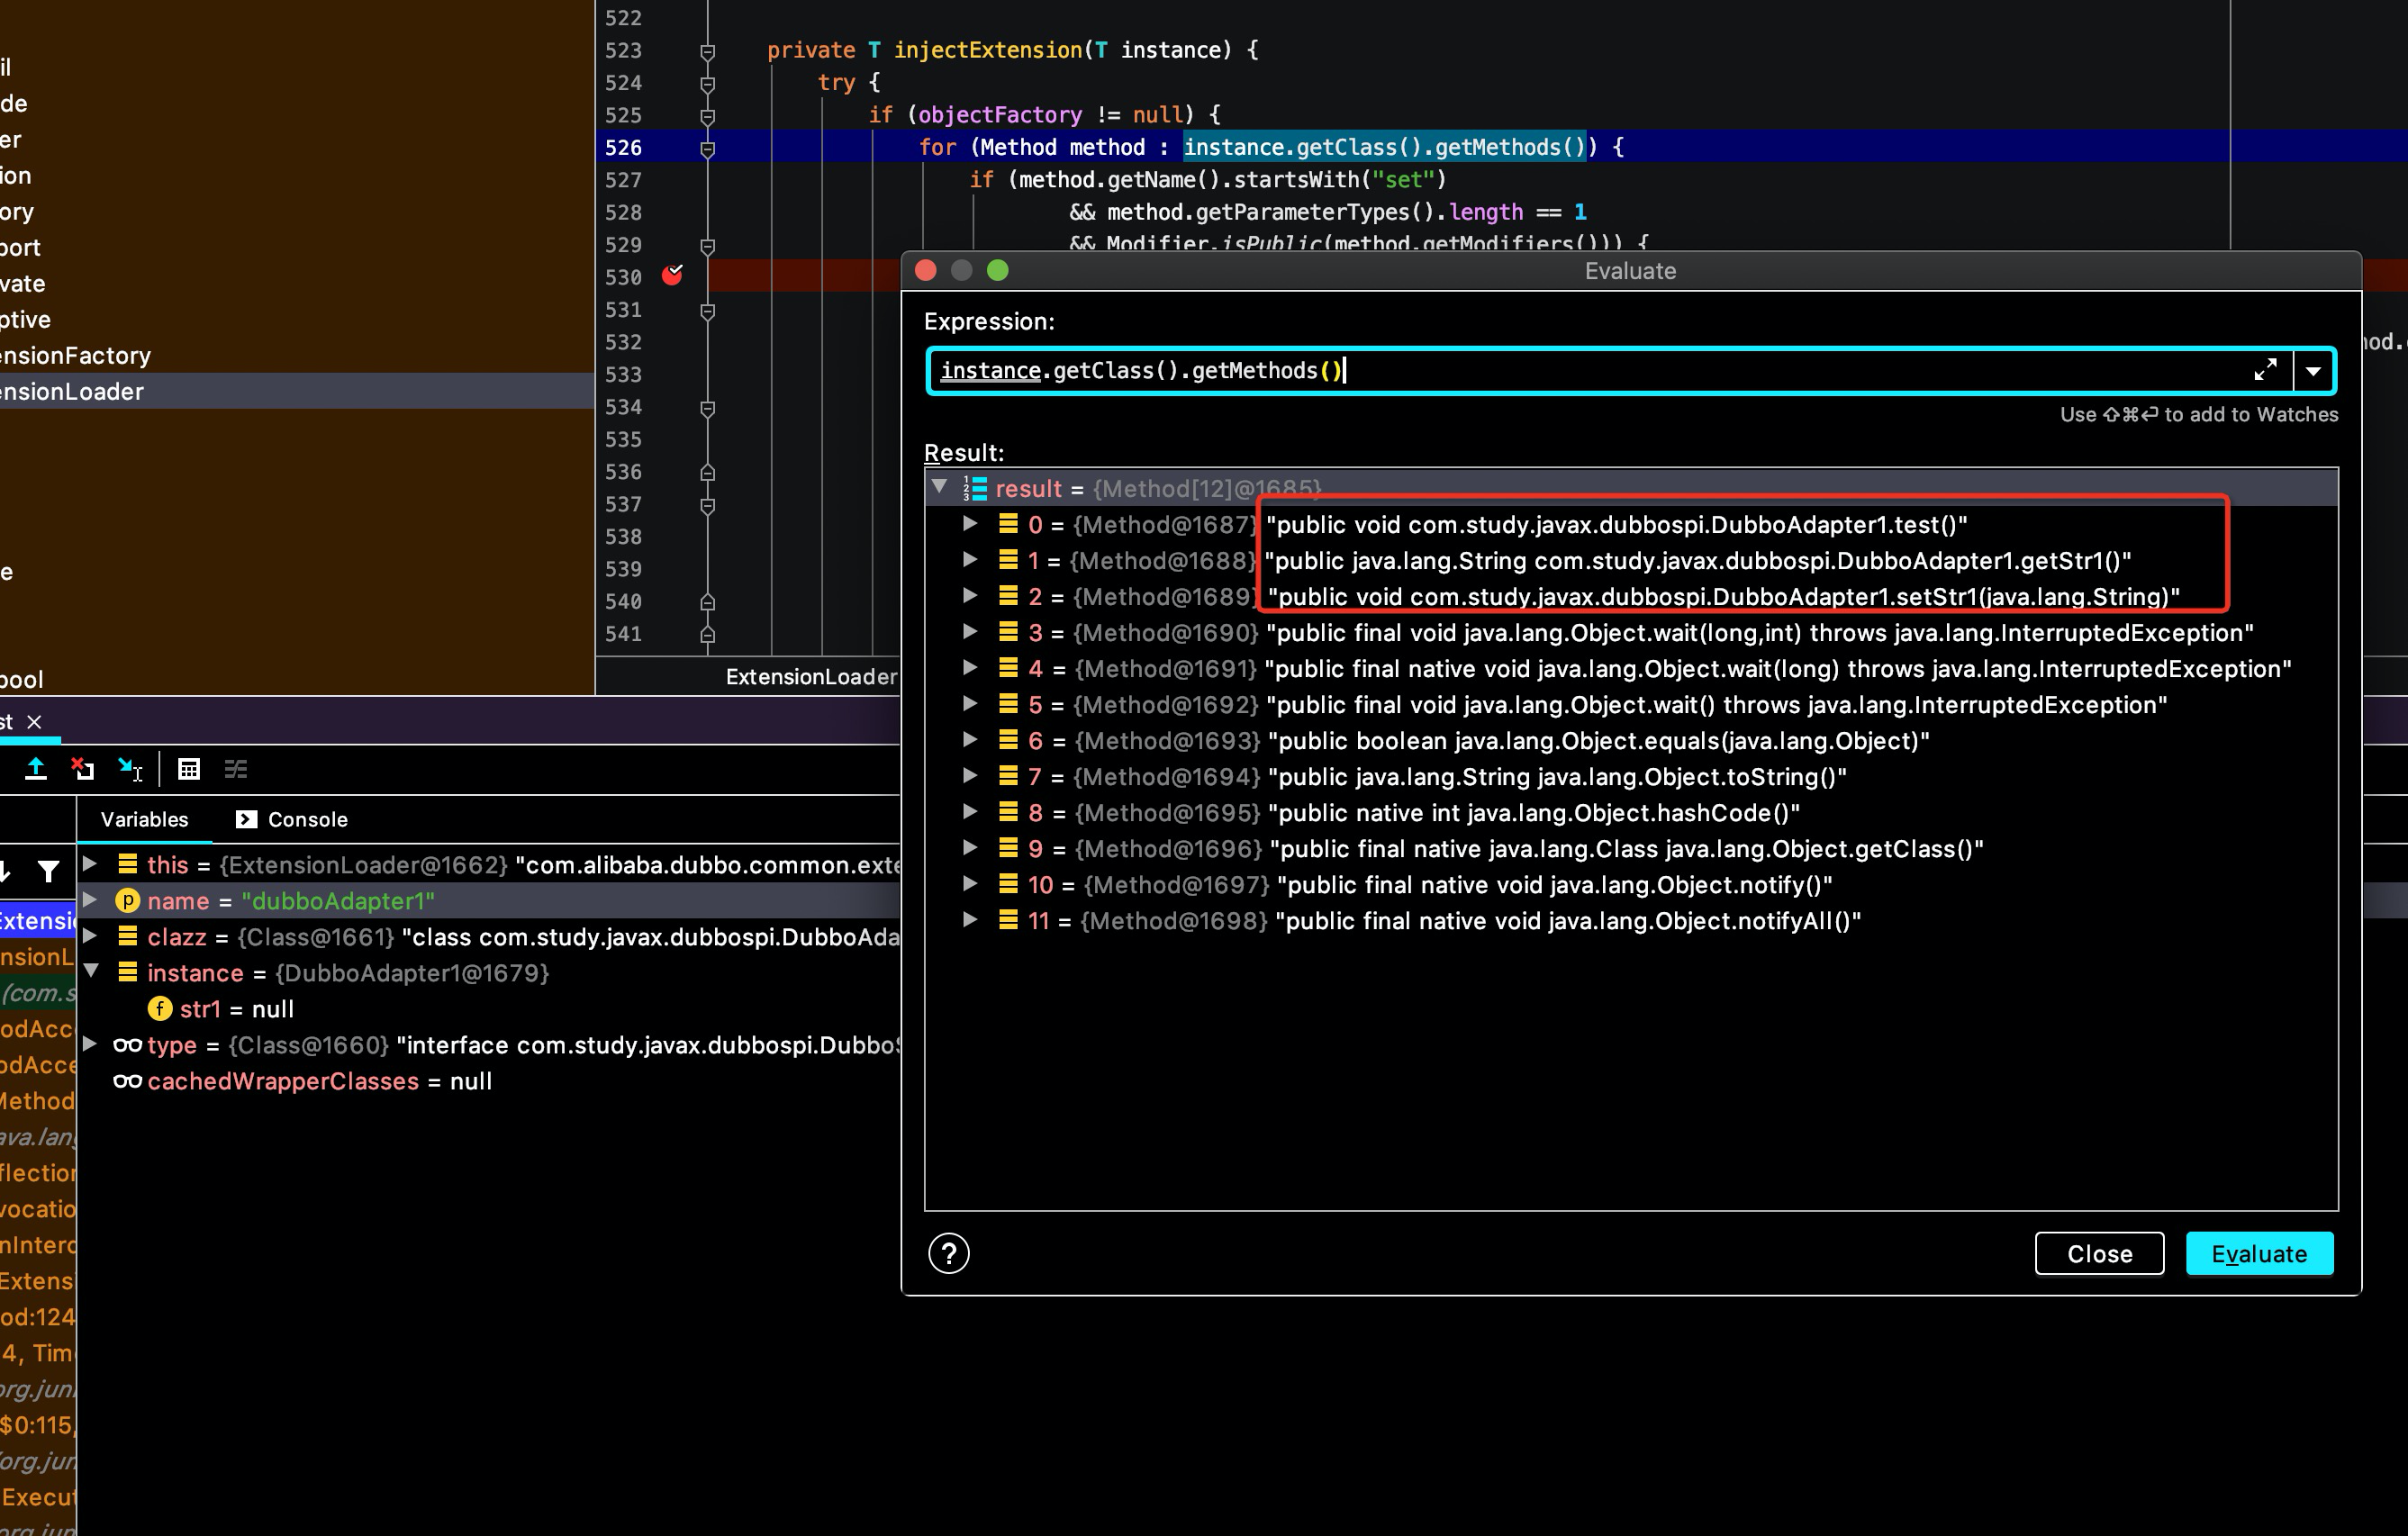 522
523 private T injectExtension(T instance) {
524 try {
525 if (objectFactory != null) {
526 for (Method method : instance.getClass().getMethods()) {
527 if (method.getName().startsWith("set")
528 && method.getParameterTypes().length == 1
529 && Modifier.isPublic(method.getModifiers())) {
530
531
532
533
534
535
536
537
538
539
540
541
il
de
er
ion
ory
port
vate
ptive
ensionFactory
ensionLoader
e
pool
ExtensionLoader
nod.
Evaluate
Expression:
instance.getClass().getMethods()
Use ⇧⌘⏎ to add to Watches
Result:
result = {Method[12]@1685}
0 = {Method@1687} "public void com.study.javax.dubbospi.DubboAdapter1.test()"
1 = {Method@1688} "public java.lang.String com.study.javax.dubbospi.DubboAdapter1.getStr1()"
2 = {Method@1689} "public void com.study.javax.dubbospi.DubboAdapter1.setStr1(java.lang.String)"
3 = {Method@1690} "public final void java.lang.Object.wait(long,int) throws java.lang.InterruptedException"
4 = {Method@1691} "public final native void java.lang.Object.wait(long) throws java.lang.InterruptedException"
5 = {Method@1692} "public final void java.lang.Object.wait() throws java.lang.InterruptedException"
6 = {Method@1693} "public boolean java.lang.Object.equals(java.lang.Object)"
7 = {Method@1694} "public java.lang.String java.lang.Object.toString()"
8 = {Method@1695} "public native int java.lang.Object.hashCode()"
9 = {Method@1696} "public final native java.lang.Class java.lang.Object.getClass()"
10 = {Method@1697} "public final native void java.lang.Object.notify()"
11 = {Method@1698} "public final native void java.lang.Object.notifyAll()"
? Close Evaluate
st ×
Variables Console
this = {ExtensionLoader@1662} "com.alibaba.dubbo.common.exte
name = "dubboAdapter1"
clazz = {Class@1661} "class com.study.javax.dubbospi.DubboAda
instance = {DubboAdapter1@1679}
str1 = null
type = {Class@1660} "interface com.study.javax.dubbospi.Dubbo
cachedWrapperClasses = null
Extensi
nsionL
(com.s
odAcc
odAcce
Method
ava.lang
flection
vocatio
nInterc
Extens
od:124
4, Tim
org.jun
$0:115,
(org.jun
Execut
org.jun